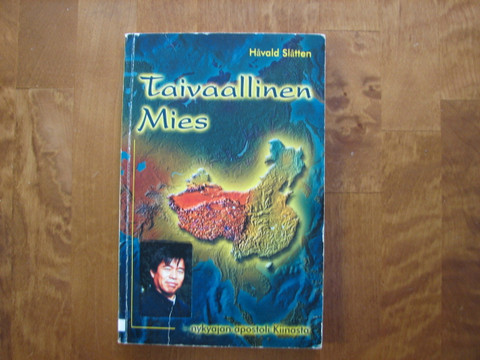 Håvald Slåtten
Taivaallinen
Mies
...nykyajan apostoli Kiinasta